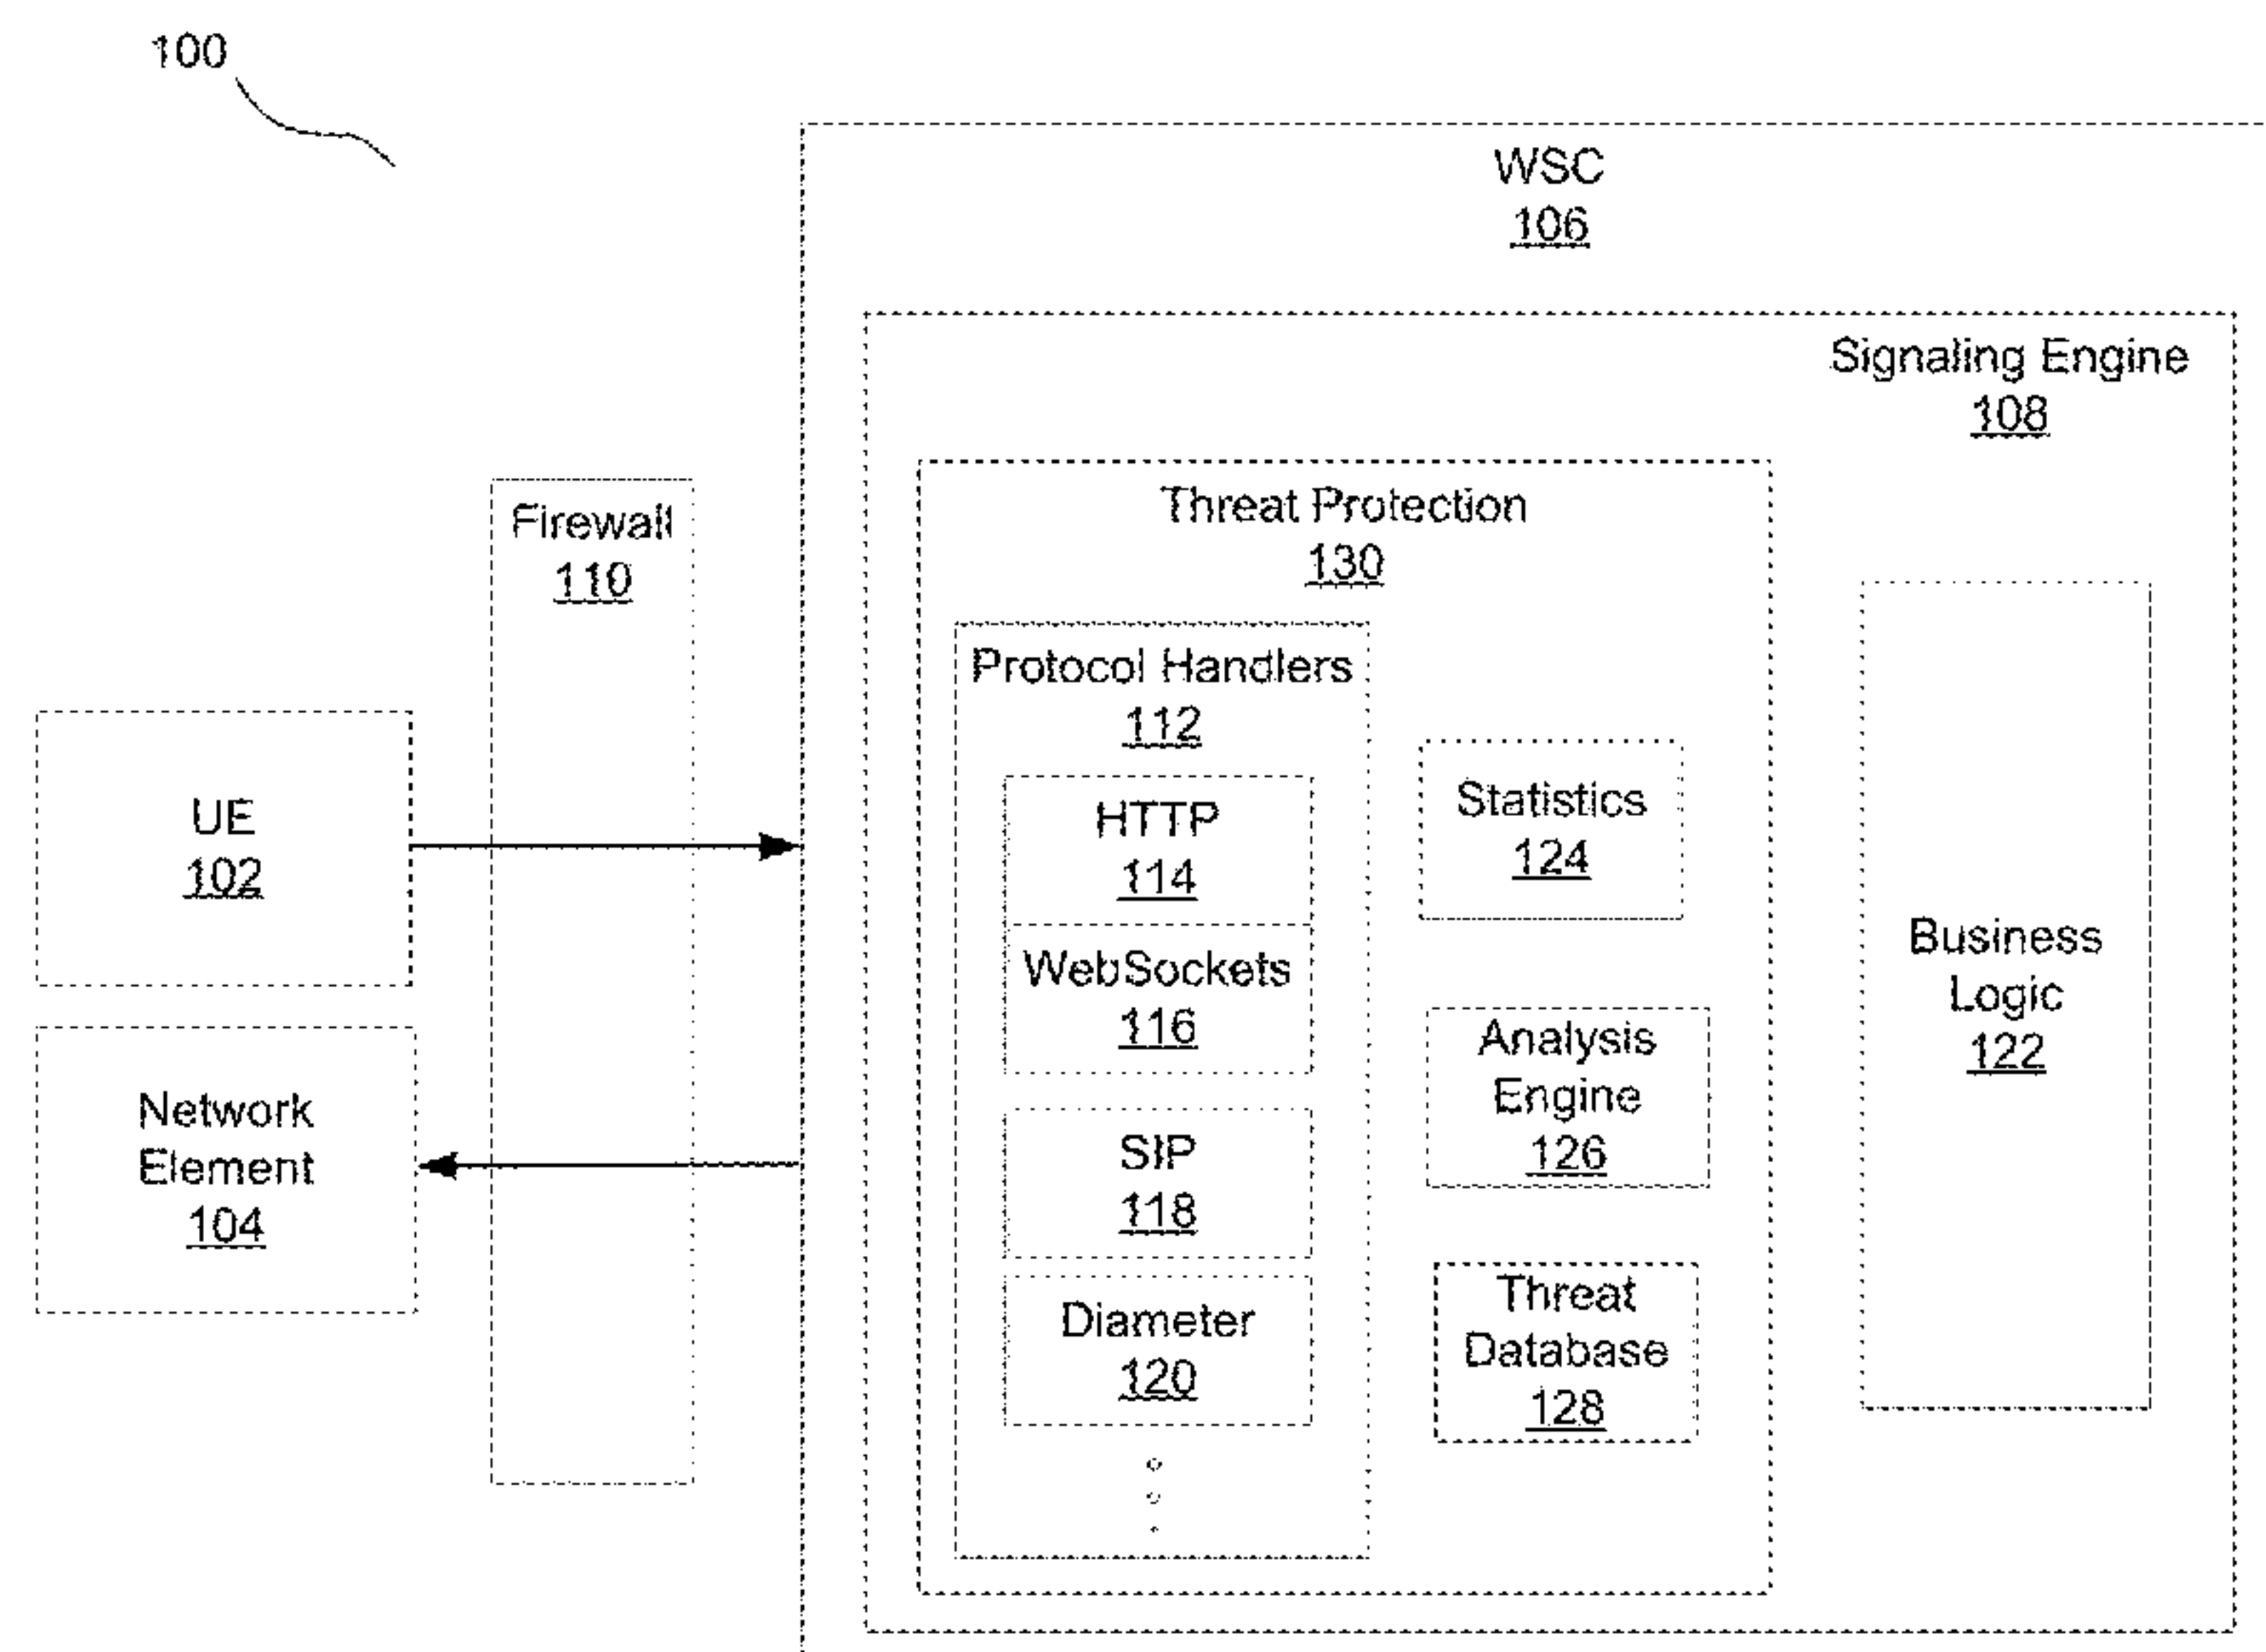 100
WSC
106
Signaling Engine
108
Threat Protection
130
Firewall
110
Protocol Handlers
112
HTTP
114
WebSockets
116
SIP
118
Diameter
120
Statistics
124
Analysis
Engine
126
Threat
Database
128
Business
Logic
122
UE
102
Network
Element
104